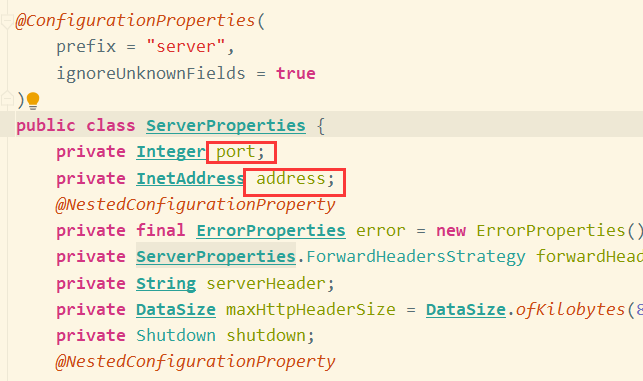 @ConfigurationProperties(
    prefix = "server",
    ignoreUnknownFields = true
)
public class ServerProperties {
    private Integer port;
    private InetAddress address;
    @NestedConfigurationProperty
    private final ErrorProperties error = new ErrorProperties()
    private ServerProperties.ForwardHeadersStrategy forwardHead
    private String serverHeader;
    private DataSize maxHttpHeaderSize = DataSize.ofKilobytes(8
    private Shutdown shutdown;
    @NestedConfigurationProperty